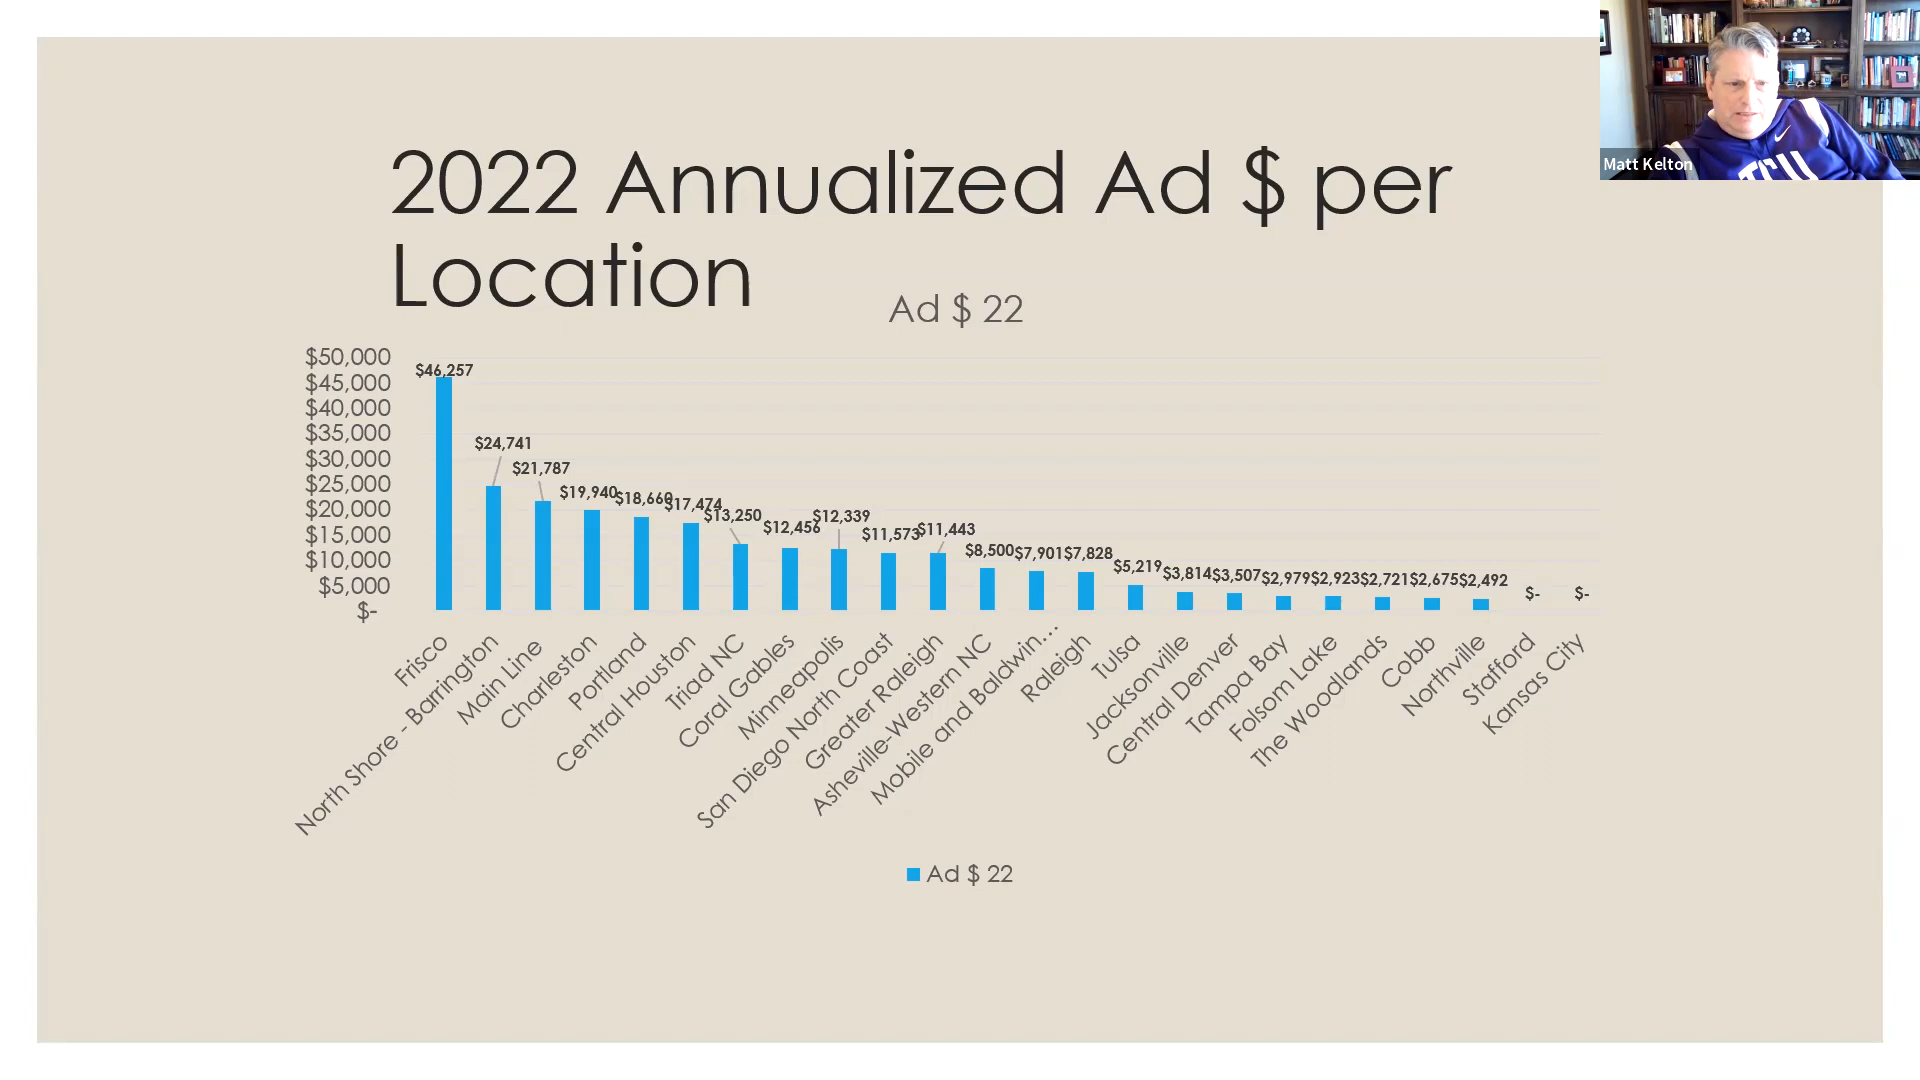 2022 Annualized Ad $ per
Location
Ad $ 22
$50,000
$45,000
$40,000
$35,000
$30,000
$25,000
$20,000
$15,000
$10,000
$5,000
$-
$46,257
$24,741
$21,787
$19,940
$18,660
$17,474
$13,250
$12,456
$12,339
$11,573
$11,443
$8,500
$7,901
$7,828
$5,219
$3,814
$3,507
$2,979
$2,923
$2,721
$2,675
$2,492
$-
$-
Frisco
North Shore - Barrington
Main Line
Charleston
Portland
Central Houston
Triad NC
Coral Gables
Minneapolis
San Diego North Coast
Greater Raleigh
Asheville-Western NC
Mobile and Baldwin...
Raleigh
Tulsa
Jacksonville
Central Denver
Tampa Bay
Folsom Lake
The Woodlands
Cobb
Northville
Stafford
Kansas City
Ad $ 22
Matt Kelton
TCU